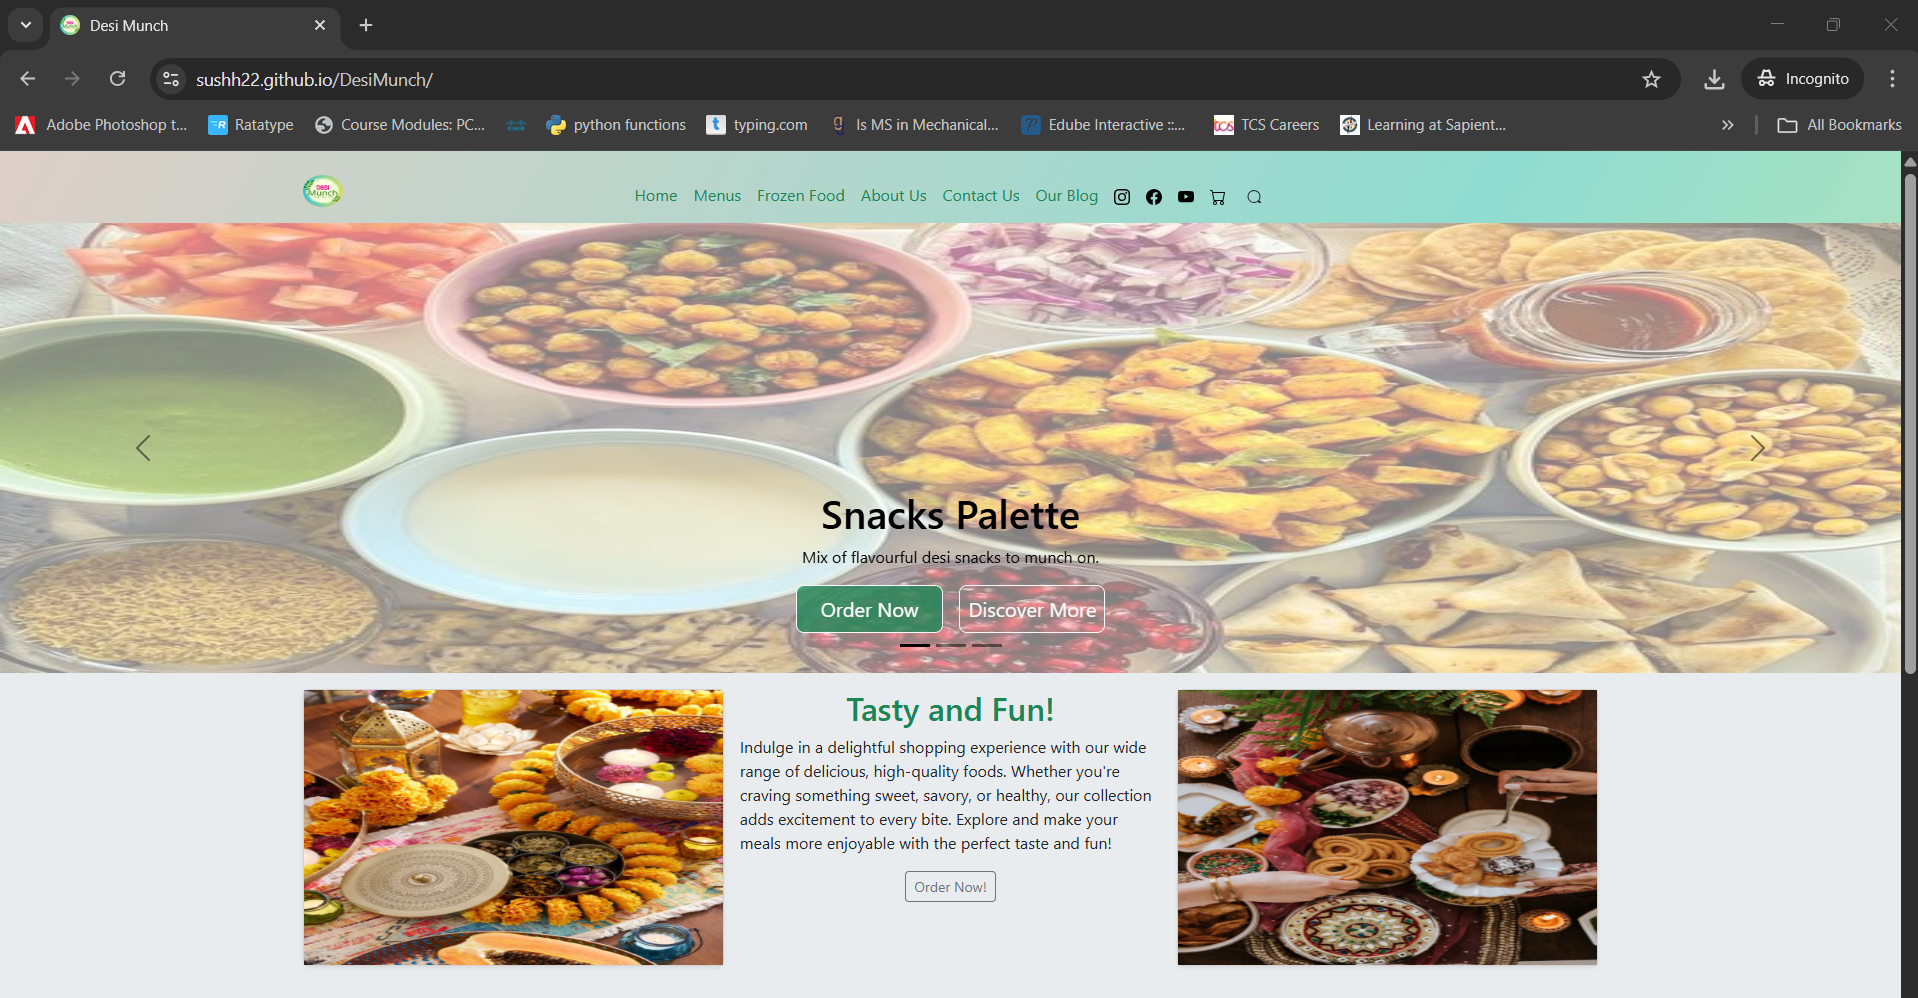 Desi Munch
sushh22.github.io/DesiMunch/
Incognito
Adobe Photoshop t...
Ratatype
Course Modules: PC...
python functions
typing.com
Is MS in Mechanical...
Edube Interactive ::...
TCS Careers
Learning at Sapient...
All Bookmarks
DESI
Munch
Home
Menus
Frozen Food
About Us
Contact Us
Our Blog
Snacks Palette
Mix of flavourful desi snacks to munch on.
Order Now
Discover More
Tasty and Fun!
Indulge in a delightful shopping experience with our wide
range of delicious, high-quality foods. Whether you're
craving something sweet, savory, or healthy, our collection
adds excitement to every bite. Explore and make your
meals more enjoyable with the perfect taste and fun!
Order Now!